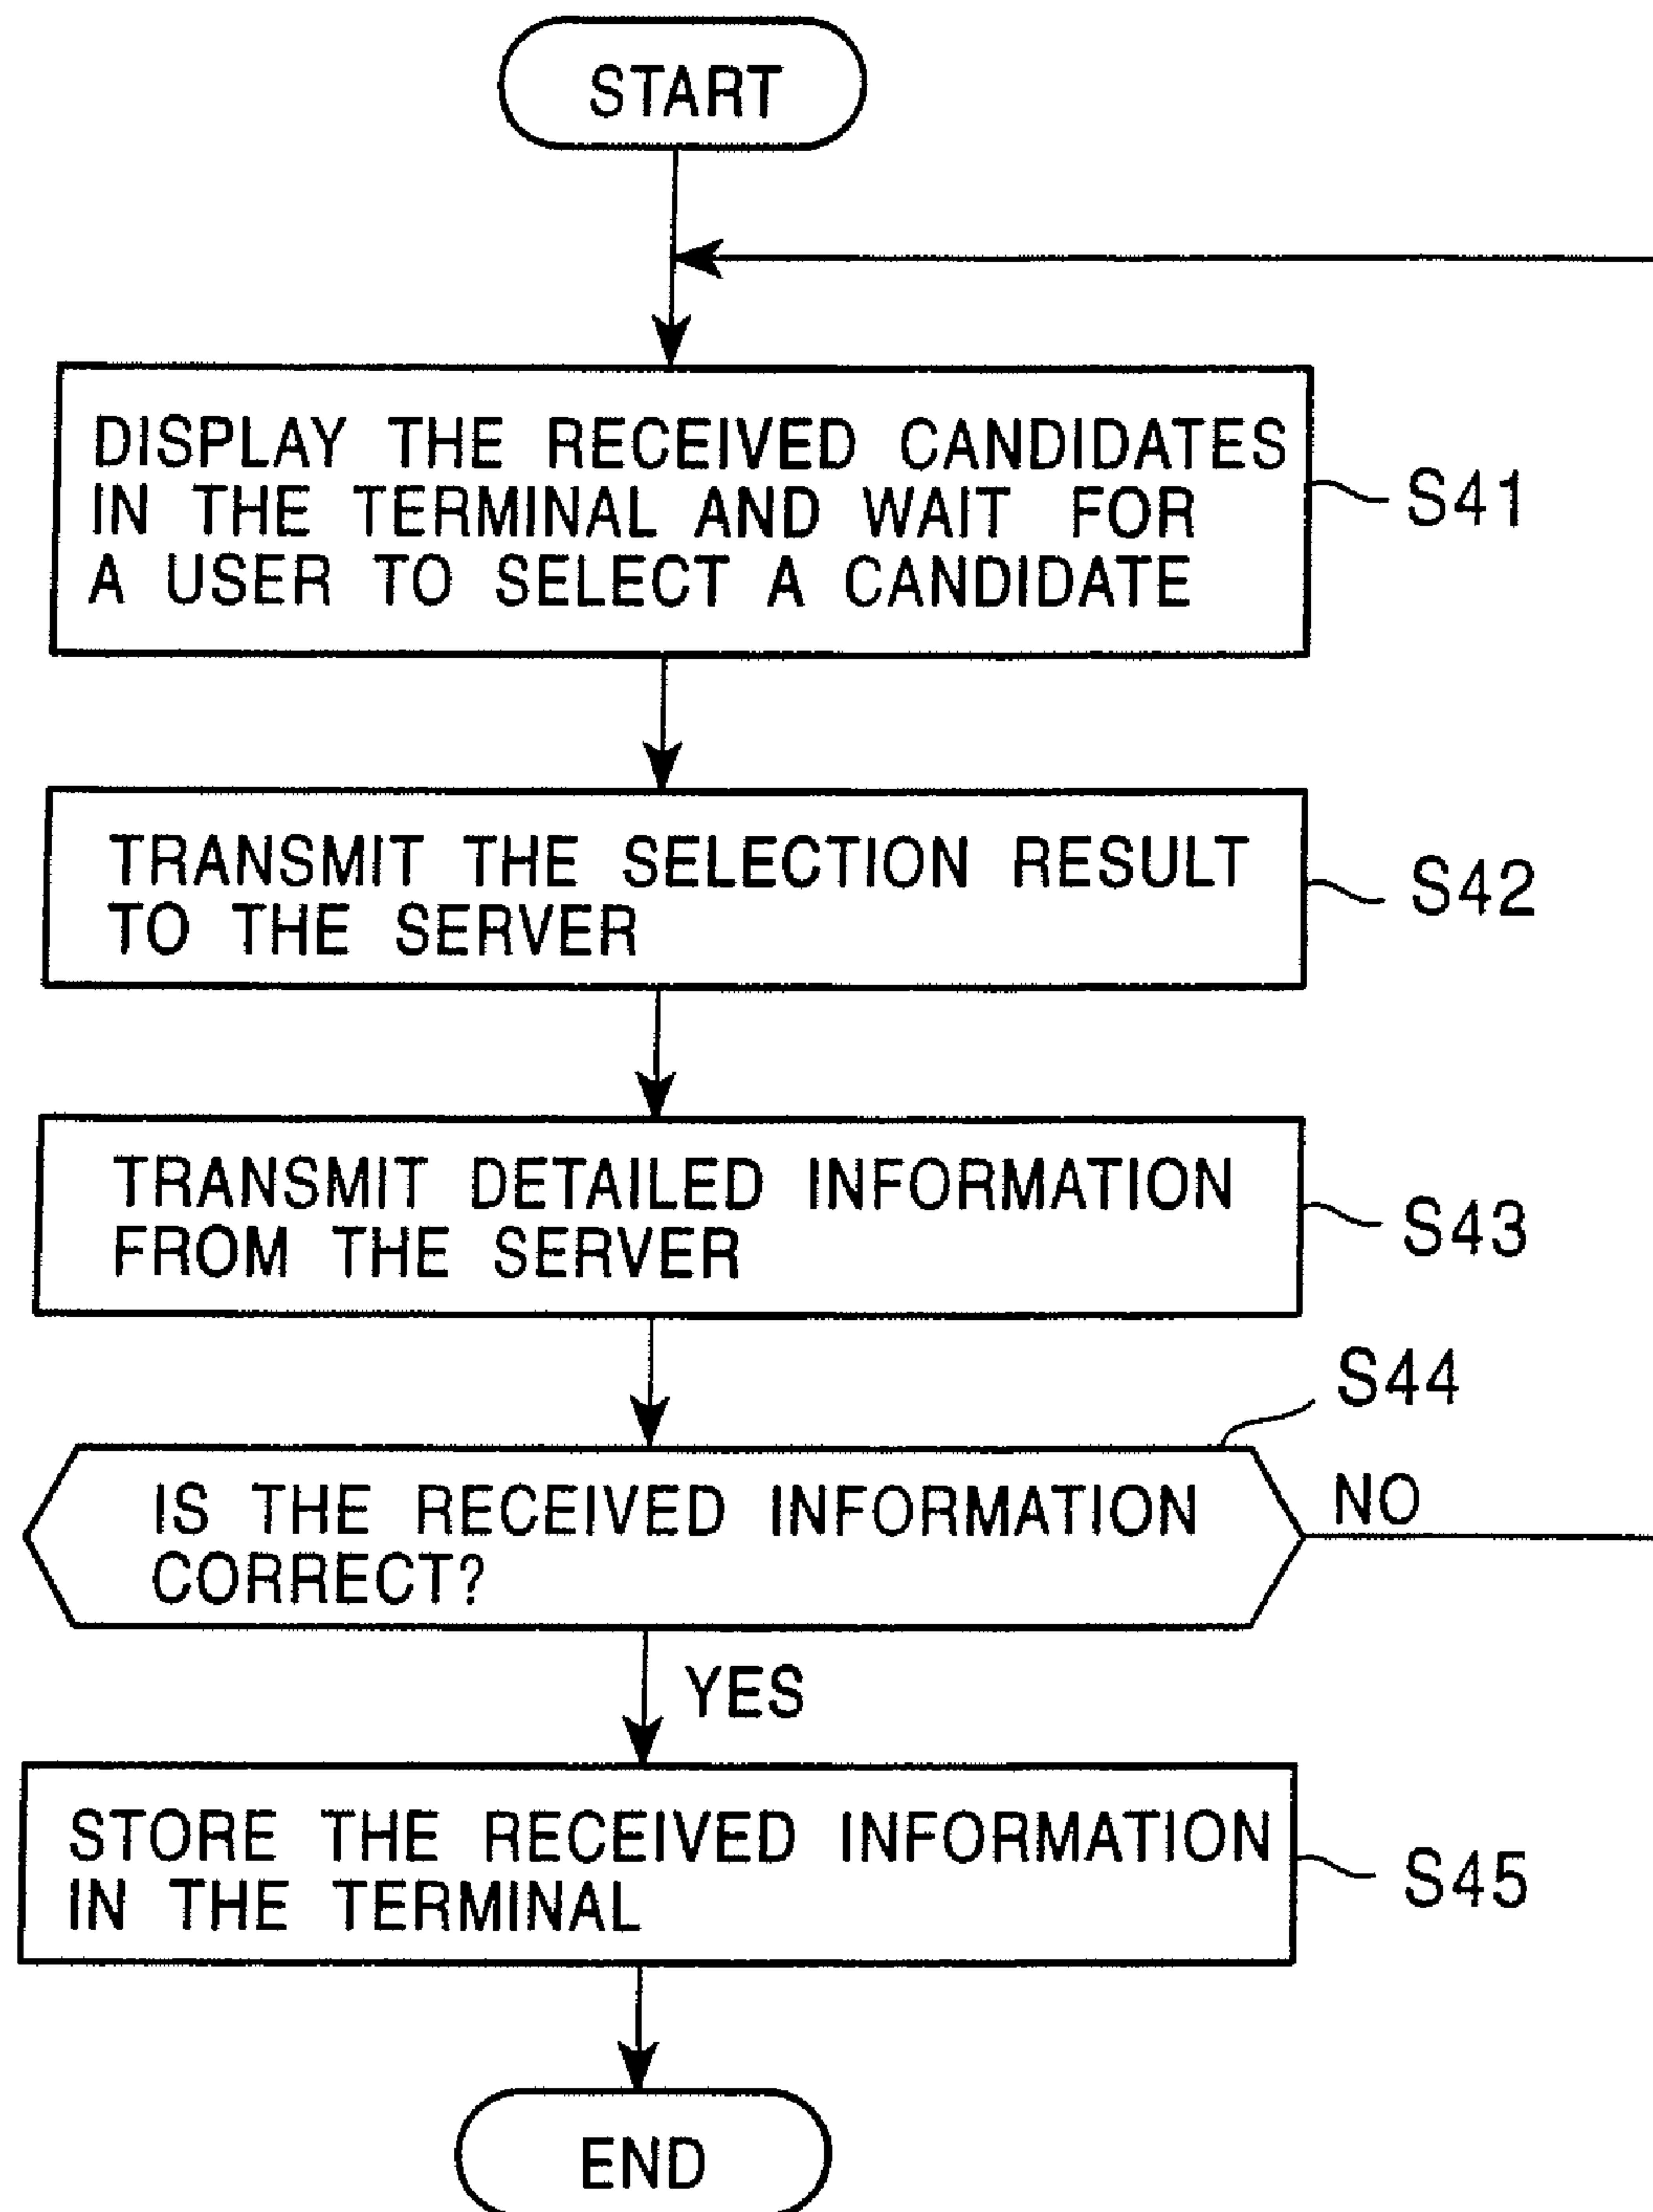 START
DISPLAY THE RECEIVED CANDIDATES
IN THE TERMINAL AND WAIT FOR
A USER TO SELECT A CANDIDATE
S41
TRANSMIT THE SELECTION RESULT
TO THE SERVER
S42
TRANSMIT DETAILED INFORMATION
FROM THE SERVER
S43
S44
IS THE RECEIVED INFORMATION
CORRECT?
NO
YES
STORE THE RECEIVED INFORMATION
IN THE TERMINAL
S45
END